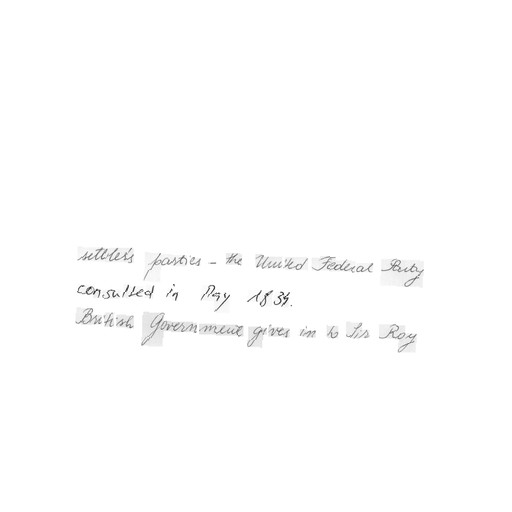 settlers parties - the United Federal Party
consulted in May 1834.
British Government gives in to Sir Roy